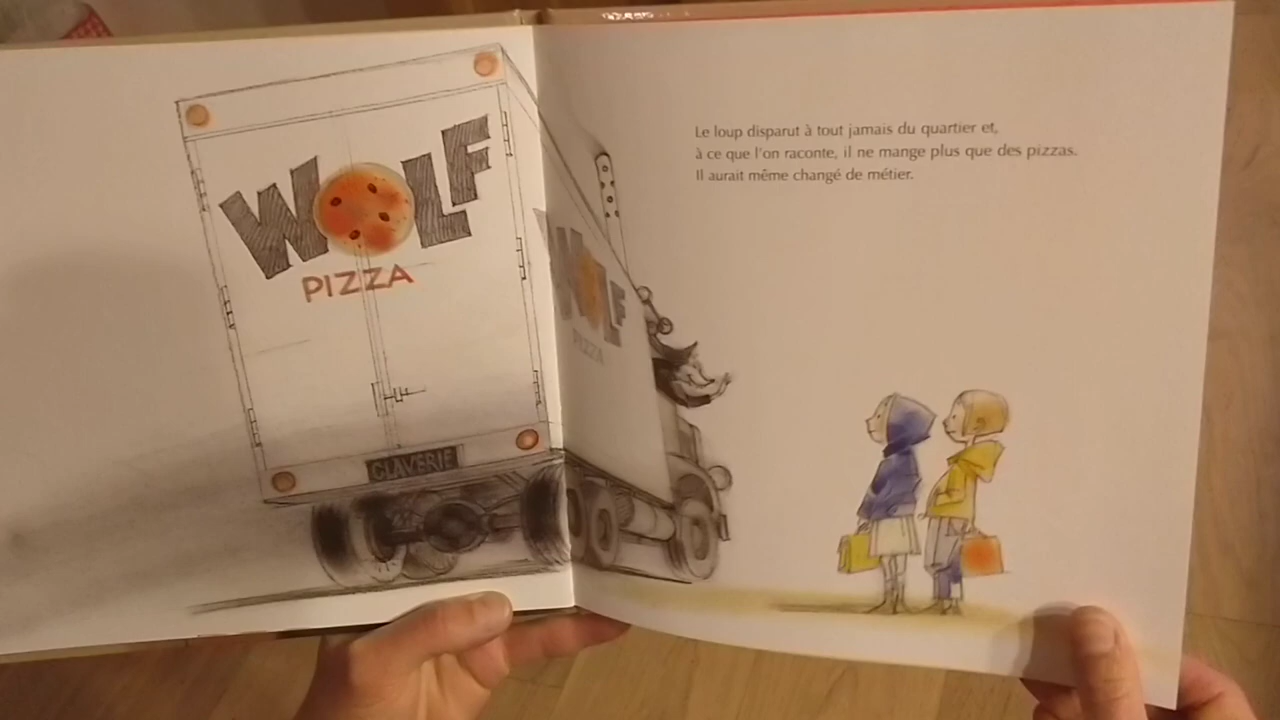 WOLF
PIZZA
CLAVERIE
WOLF
PIZZA
Le loup disparut à tout jamais du quartier et,
à ce que l'on raconte, il ne mange plus que des pizzas.
Il aurait même changé de métier.